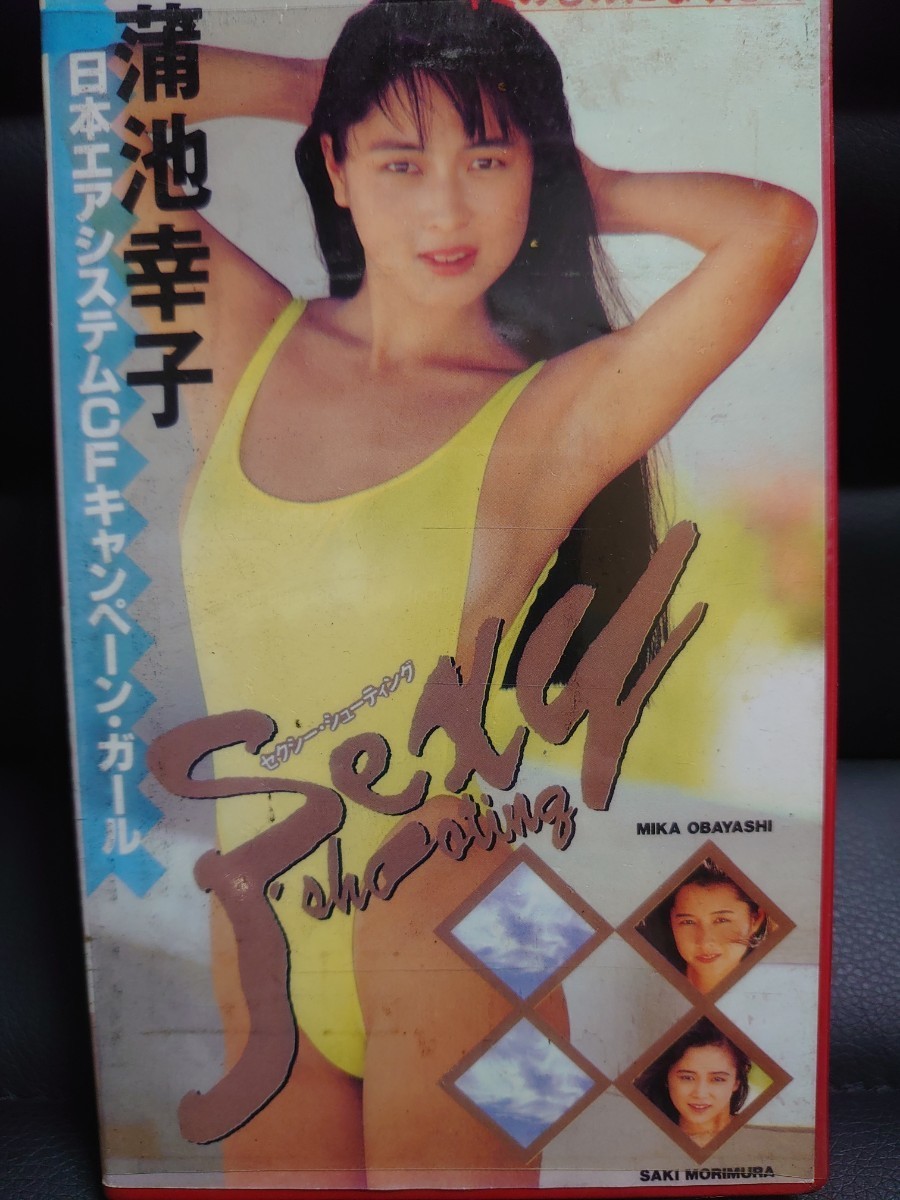 蒲池幸子
日本エアシステムCFキャンペーン・ガール
Sexy
セクシー・シューティング
shooting
MIKA OBAYASHI
SAKI MORIMURA